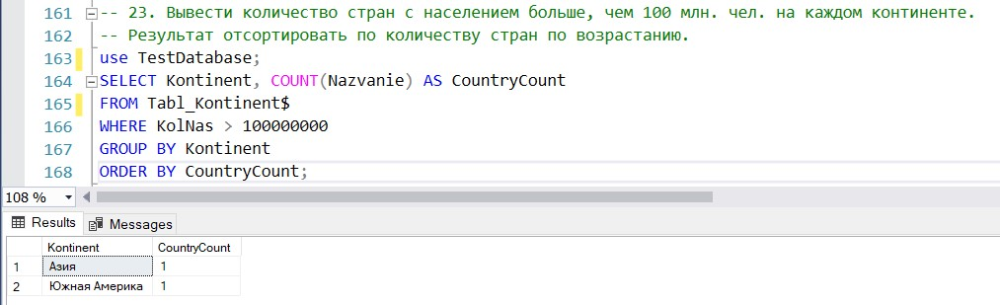 161 -- 23. Вывести количество стран с населением больше, чем 100 млн. чел. на каждом континенте.
162 -- Результат отсортировать по количеству стран по возрастанию.
163 use TestDatabase;
164 SELECT Kontinent, COUNT(Nazvanie) AS CountryCount
165 FROM Tabl_Kontinent$
166 WHERE KolNas > 100000000
167 GROUP BY Kontinent
168 ORDER BY CountryCount;
108 %
Results Messages
Kontinent CountryCount
1 Азия 1
2 Южная Америка 1